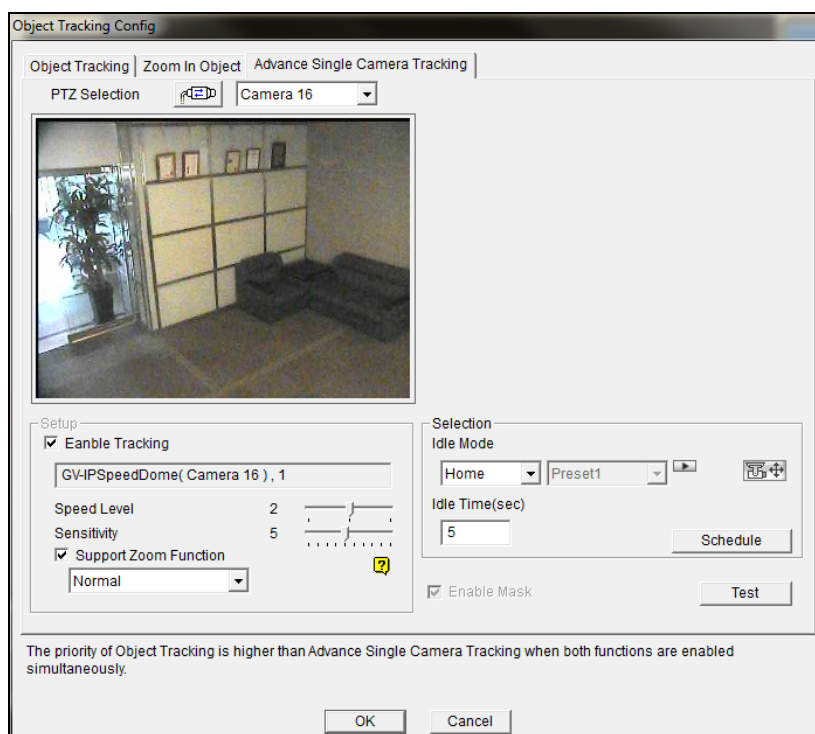 Object Tracking Config
Object Tracking Zoom In Object Advance Single Camera Tracking
PTZ Selection Camera 16
Setup
Eanble Tracking
GV-IPSpeedDome( Camera 16 ) , 1
Speed Level 2
Sensitivity 5
Support Zoom Function
?
Normal
Selection
Idle Mode
Home Preset1
Idle Time(sec)
5
Schedule
Enable Mask Test
The priority of Object Tracking is higher than Advance Single Camera Tracking when both functions are enabled
simultaneously.
OK Cancel